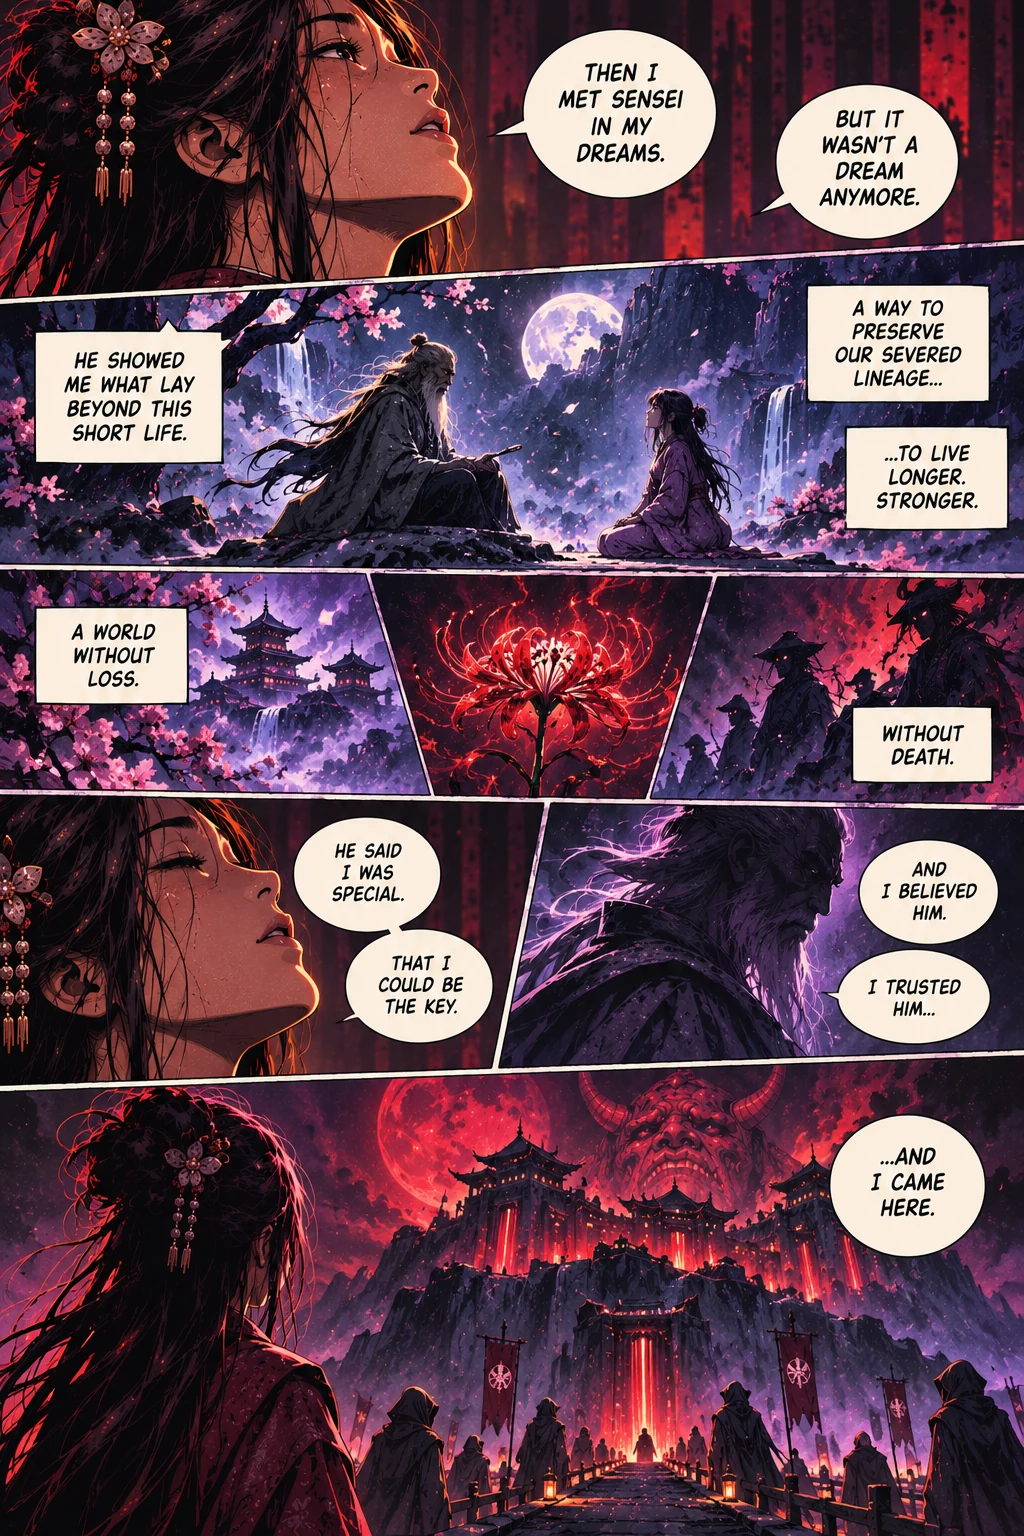 THEN I
MET SENSEI
IN MY
DREAMS.
BUT IT
WASN'T A
DREAM
ANYMORE.
HE SHOWED
ME WHAT LAY
BEYOND THIS
SHORT LIFE.
A WAY TO
PRESERVE
OUR SEVERED
LINEAGE...
...TO LIVE
LONGER.
STRONGER.
A WORLD
WITHOUT
LOSS.
WITHOUT
DEATH.
HE SAID
I WAS
SPECIAL.
THAT I
COULD BE
THE KEY.
AND
I BELIEVED
HIM.
I TRUSTED
HIM...
...AND
I CAME
HERE.